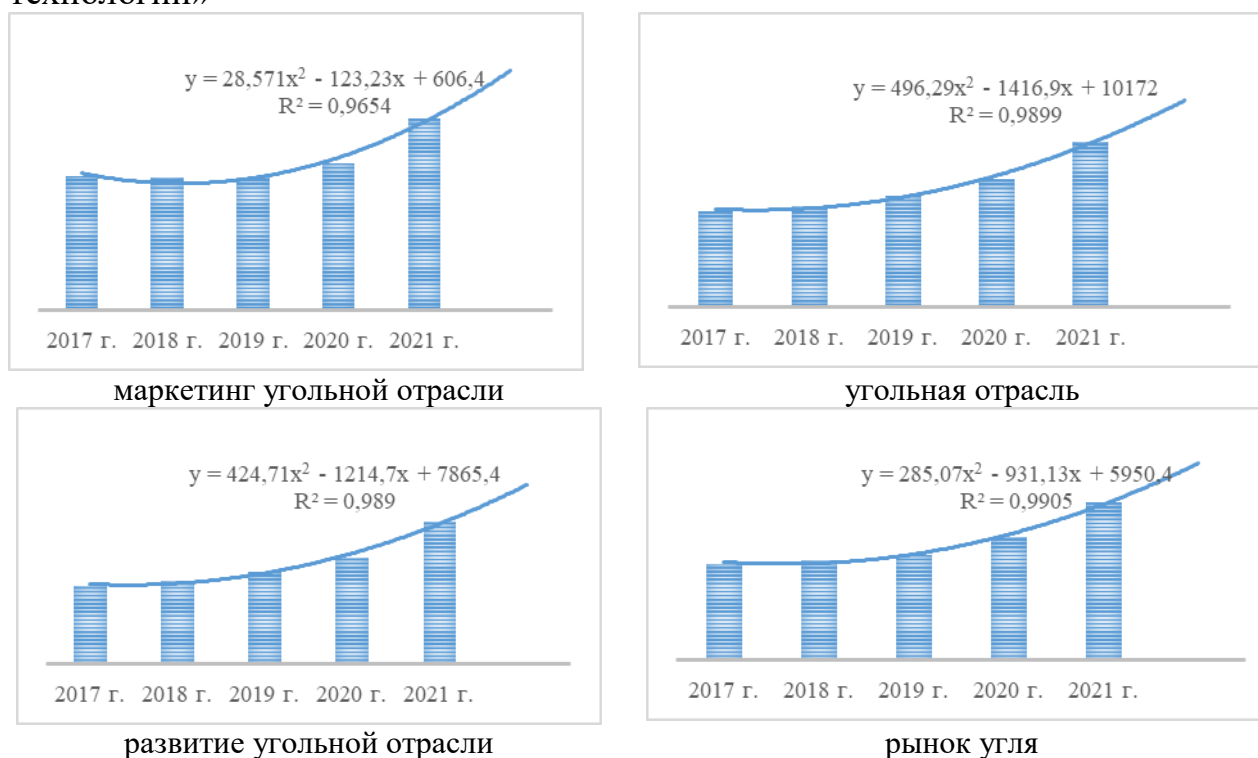 технологии»
y = 28,571x² - 123,23x + 606,4
R² = 0,9654
2017 г. 2018 г. 2019 г. 2020 г. 2021 г.
маркетинг угольной отрасли
y = 496,29x² - 1416,9x + 10172
R² = 0,9899
2017 г. 2018 г. 2019 г. 2020 г. 2021 г.
угольная отрасль
y = 424,71x² - 1214,7x + 7865,4
R² = 0,989
2017 г. 2018 г. 2019 г. 2020 г. 2021 г.
развитие угольной отрасли
y = 285,07x² - 931,13x + 5950,4
R² = 0,9905
2017 г. 2018 г. 2019 г. 2020 г. 2021 г.
рынок угля